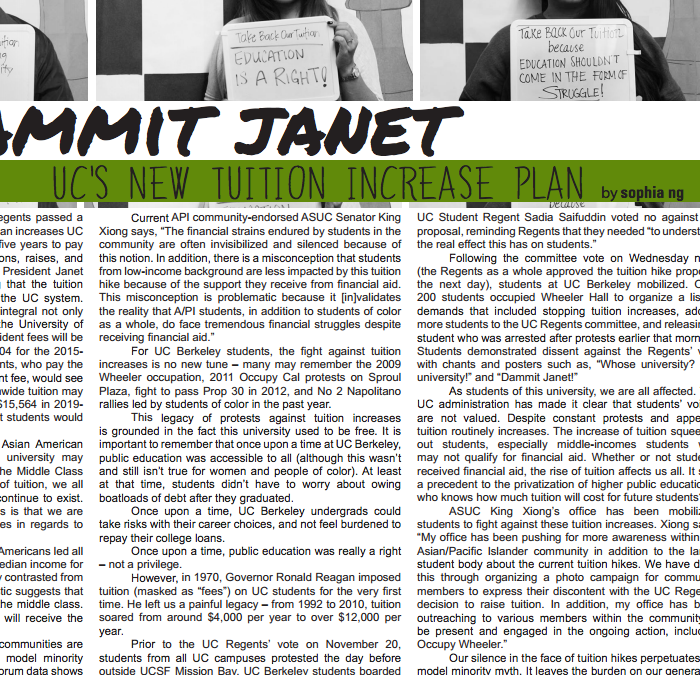 Take Back Our Tuition
EDUCATION
IS A RIGHT!
TAKE BACK OUR TUITION
because
EDUCATION SHOULDN'T
COME IN THE FORM OF
STRUGGLE!
AMMIT JANET
UC'S NEW TUITION INCREASE PLAN by sophia ng
because
egents passed a
an increases UC
five years to pay
ons, raises, and
President Janet
g that the tuition
the UC system.
integral not only
the University of
ident fees will be
04 for the 2015-
nts, who pay the
nt fee, would see
wide tuition may
$15,564 in 2019-
t students would
Asian American
university may
he Middle Class
of tuition, we all
continue to exist.
s is that we are
es in regards to
Americans led all
edian income for
y contrasted from
tic suggests that
he middle class.
will receive the
communities are
model minority
orum data shows
Current API community-endorsed ASUC Senator King
Xiong says, “The financial strains endured by students in the
community are often invisibilized and silenced because of
this notion. In addition, there is a misconception that students
from low-income background are less impacted by this tuition
hike because of the support they receive from financial aid.
This misconception is problematic because it [in]validates
the reality that A/PI students, in addition to students of color
as a whole, do face tremendous financial struggles despite
receiving financial aid.”
For UC Berkeley students, the fight against tuition
increases is no new tune – many may remember the 2009
Wheeler occupation, 2011 Occupy Cal protests on Sproul
Plaza, fight to pass Prop 30 in 2012, and No 2 Napolitano
rallies led by students of color in the past year.
This legacy of protests against tuition increases
is grounded in the fact this university used to be free. It is
important to remember that once upon a time at UC Berkeley,
public education was accessible to all (although this wasn’t
and still isn’t true for women and people of color). At least
at that time, students didn’t have to worry about owing
boatloads of debt after they graduated.
Once upon a time, UC Berkeley undergrads could
take risks with their career choices, and not feel burdened to
repay their college loans.
Once upon a time, public education was really a right
– not a privilege.
However, in 1970, Governor Ronald Reagan imposed
tuition (masked as “fees”) on UC students for the very first
time. He left us a painful legacy – from 1992 to 2010, tuition
soared from around $4,000 per year to over $12,000 per
year.
Prior to the UC Regents’ vote on November 20,
students from all UC campuses protested the day before
outside UCSF Mission Bay. UC Berkeley students boarded
UC Student Regent Sadia Saifuddin voted no against
proposal, reminding Regents that they needed “to underst
the real effect this has on students.”
Following the committee vote on Wednesday n
(the Regents as a whole approved the tuition hike prop
the next day), students at UC Berkeley mobilized. O
200 students occupied Wheeler Hall to organize a lis
demands that included stopping tuition increases, add
more students to the UC Regents committee, and releasin
student who was arrested after protests earlier that morn
Students demonstrated dissent against the Regents’ v
with chants and posters such as, “Whose university?
university!” and “Dammit Janet!”
As students of this university, we are all affected.
UC administration has made it clear that students’ voi
are not valued. Despite constant protests and appe
tuition routinely increases. The increase of tuition squee
out students, especially middle-incomes students w
may not qualify for financial aid. Whether or not stude
received financial aid, the rise of tuition affects us all. It s
a precedent to the privatization of higher public educatio
who knows how much tuition will cost for future students
ASUC King Xiong’s office has been mobiliz
students to fight against these tuition increases. Xiong sa
“My office has been pushing for more awareness within
Asian/Pacific Islander community in addition to the lar
student body about the current tuition hikes. We have d
this through organizing a photo campaign for commu
members to express their discontent with the UC Rege
decision to raise tuition. In addition, my office has b
outreaching to various members within the community
be present and engaged in the ongoing action, inclu
Occupy Wheeler.”
Our silence in the face of tuition hikes perpetuates
model minority myth. It leaves the burden on our genera